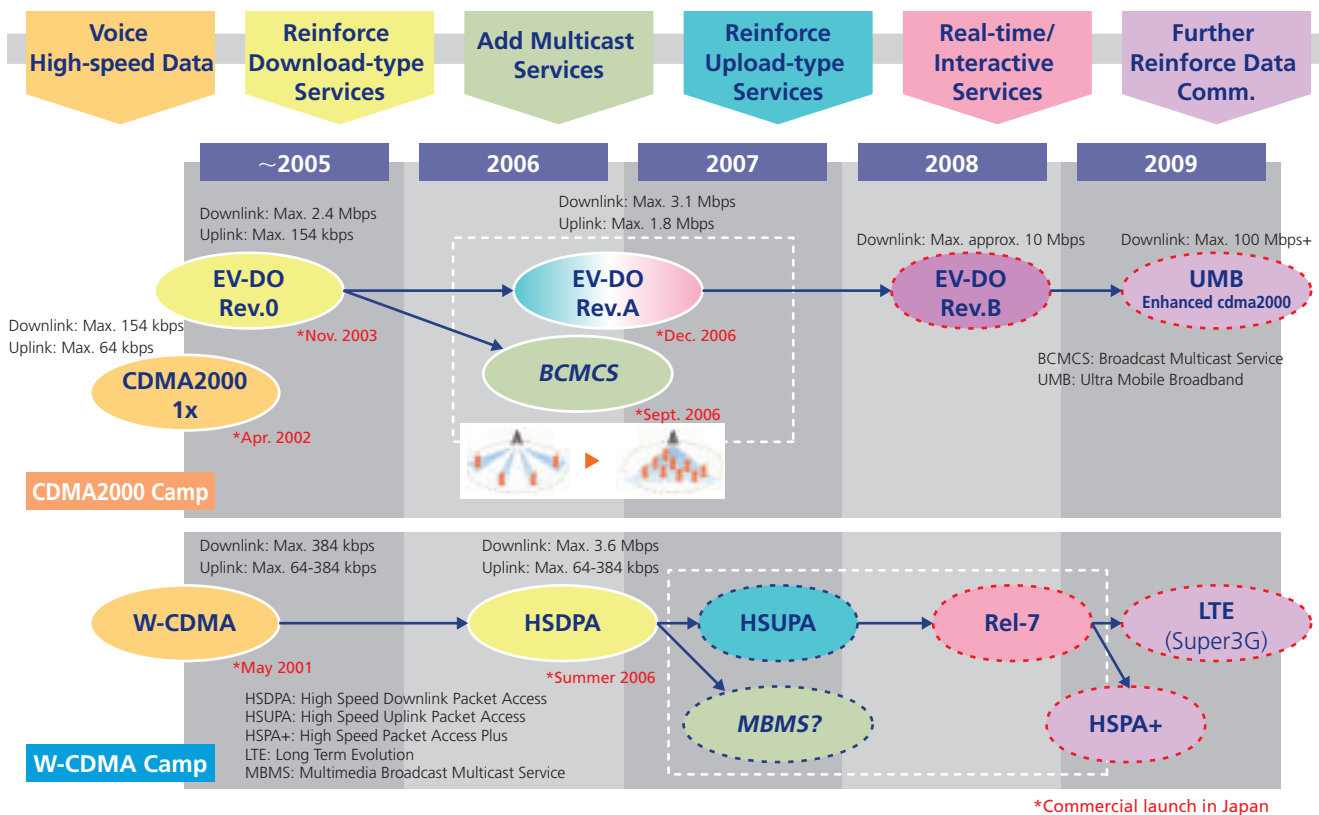 Voice
High-speed Data
Reinforce
Download-type
Services
Add Multicast
Services
Reinforce
Upload-type
Services
Real-time/
Interactive
Services
Further
Reinforce Data
Comm.
~2005
2006
2007
2008
2009
Downlink: Max. 2.4 Mbps
Uplink: Max. 154 kbps
Downlink: Max. 3.1 Mbps
Uplink: Max. 1.8 Mbps
Downlink: Max. approx. 10 Mbps
Downlink: Max. 100 Mbps+
EV-DO
Rev.0
*Nov. 2003
EV-DO
Rev.A
*Dec. 2006
EV-DO
Rev.B
UMB
Enhanced cdma2000
Downlink: Max. 154 kbps
Uplink: Max. 64 kbps
CDMA2000
1x
*Apr. 2002
BCMCS
*Sept. 2006
BCMCS: Broadcast Multicast Service
UMB: Ultra Mobile Broadband
CDMA2000 Camp
Downlink: Max. 384 kbps
Uplink: Max. 64-384 kbps
Downlink: Max. 3.6 Mbps
Uplink: Max. 64-384 kbps
W-CDMA
*May 2001
HSDPA
*Summer 2006
HSUPA
Rel-7
LTE
(Super3G)
MBMS?
HSPA+
HSDPA: High Speed Downlink Packet Access
HSUPA: High Speed Uplink Packet Access
HSPA+: High Speed Packet Access Plus
LTE: Long Term Evolution
MBMS: Multimedia Broadcast Multicast Service
W-CDMA Camp
*Commercial launch in Japan